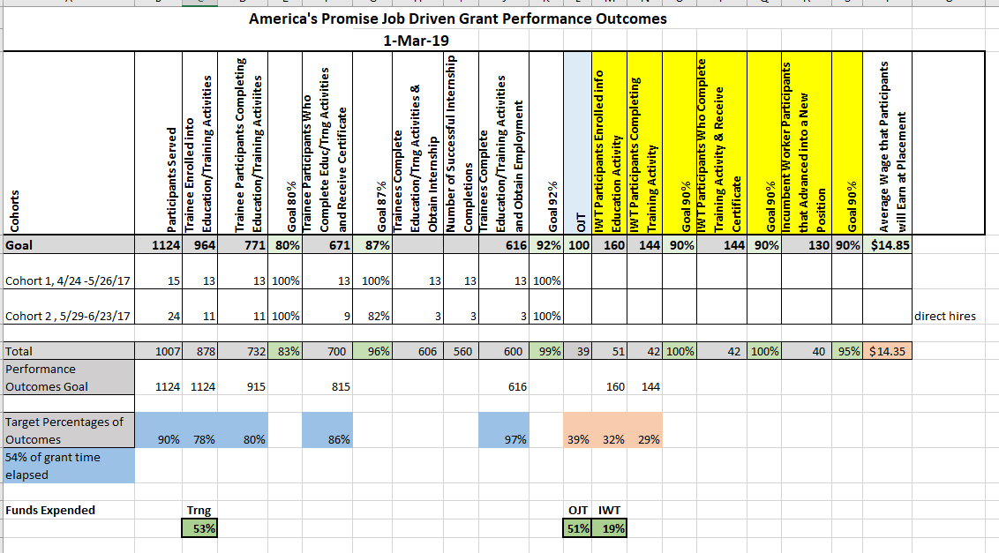 America's Promise Job Driven Grant Performance Outcomes
1-Mar-19
Cohorts
Participants Served
Trainee Enrolled into
Education/Training Activities
Trainee Participants Completing
Education/Training Activiites
Goal 80%
Trainee Participants Who
Complete Educ/Trng Activities
and Receive Certificate
Goal 87%
Trainees Complete
Education/Trng Activities &
Obtain Internship
Number of Successful Internship
Completions
Trainees Complete
Education/Training Activities
and Obtain Employment
Goal 92%
OJT
IWT Participants Enrolled info
Education Activity
IWT Participants Completing
Training Activity
Goal 90%
IWT Participants Who Complete
Training Activity & Receive
Certificate
Goal 90%
Incumbent Worker Participants
that Advanced into a New
Position
Goal 90%
Average Wage that Participants
will Earn at Placement
Goal 1124 964 771 80% 671 87% 616 92% 100 160 144 90% 144 90% 130 90% $14.85
Cohort 1, 4/24 -5/26/17 15 13 13 100% 13 100% 13 13 13 100%
Cohort 2 , 5/29-6/23/17 24 11 11 100% 9 82% 3 3 3 100% direct hires
Total 1007 878 732 83% 700 96% 606 560 600 99% 39 51 42 100% 42 100% 40 95% $14.35
Performance
Outcomes Goal 1124 1124 915 815 616 160 144
Target Percentages of
Outcomes 90% 78% 80% 86% 97% 39% 32% 29%
54% of grant time
elapsed
Funds Expended Trng OJT IWT
53% 51% 19%